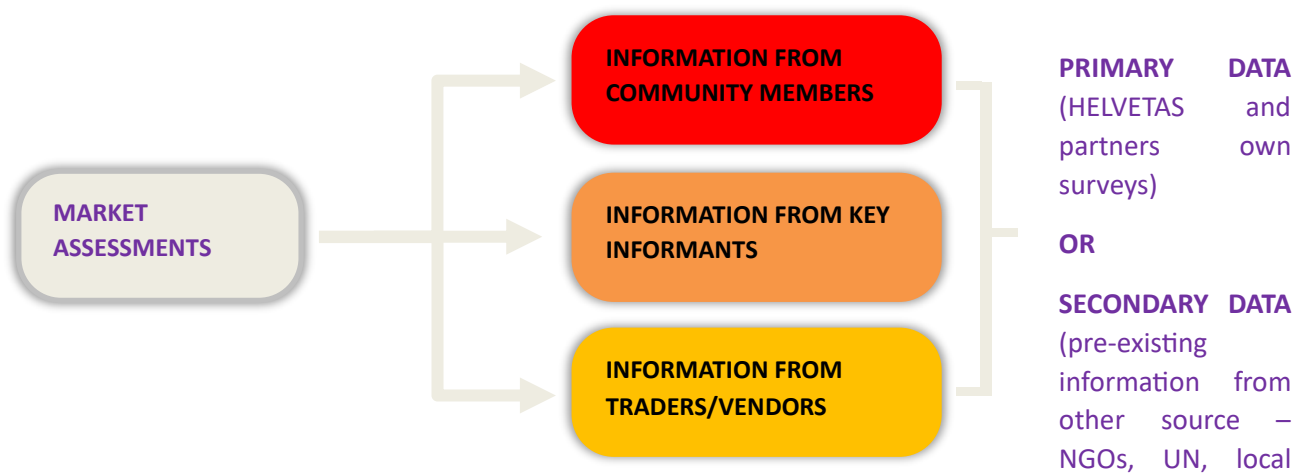 MARKET
ASSESSMENTS
INFORMATION FROM
COMMUNITY MEMBERS
INFORMATION FROM KEY
INFORMANTS
INFORMATION FROM
TRADERS/VENDORS
PRIMARY DATA
(HELVETAS and
partners own
surveys)
OR
SECONDARY DATA
(pre-existing
information from
other source –
NGOs, UN, local